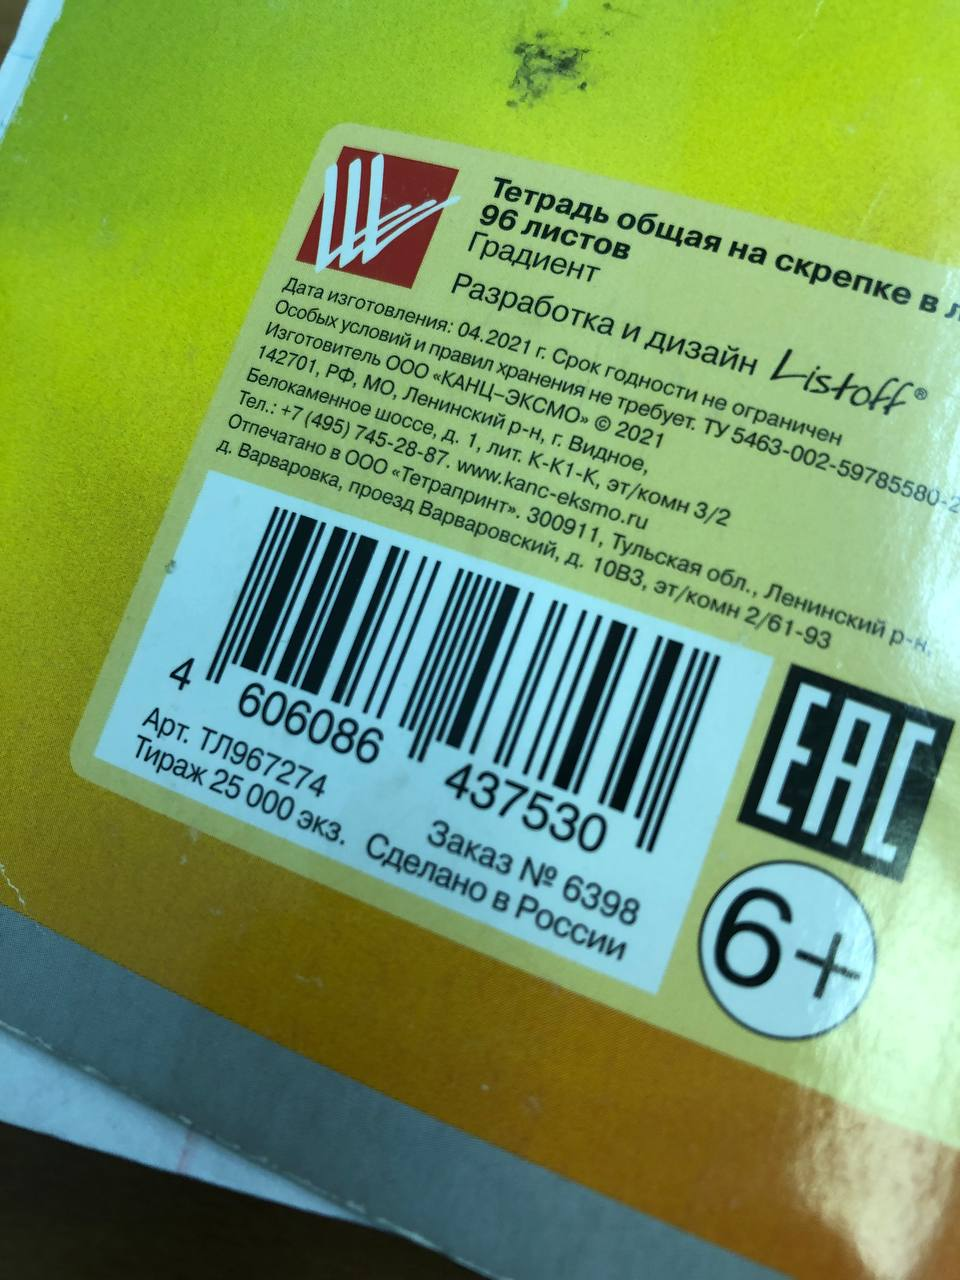 Тетрадь общая на скрепке в
96 листов
Градиент
Разработка и дизайн Listoff®
Дата изготовления: 04.2021 г. Срок годности не ограничен
Особых условий и правил хранения не требует. ТУ 5463-002-59785580-2
Изготовитель ООО «КАНЦ–ЭКСМО» © 2021
142701, РФ, МО, Ленинский р-н, г. Видное,
Белокаменное шоссе, д. 1, лит. К-К1-К, эт/комн 3/2
Тел.: +7 (495) 745-28-87. www.kanc-eksmo.ru
Отпечатано в ООО «Тетрапринт». 300911, Тульская обл., Ленинский р-н,
д. Варваровка, проезд Варваровский, д. 10В3, эт/комн 2/61-93
4 606086 437530
Арт. ТЛ967274
Заказ № 6398
Тираж 25 000 экз. Сделано в России
ЕАС
6+